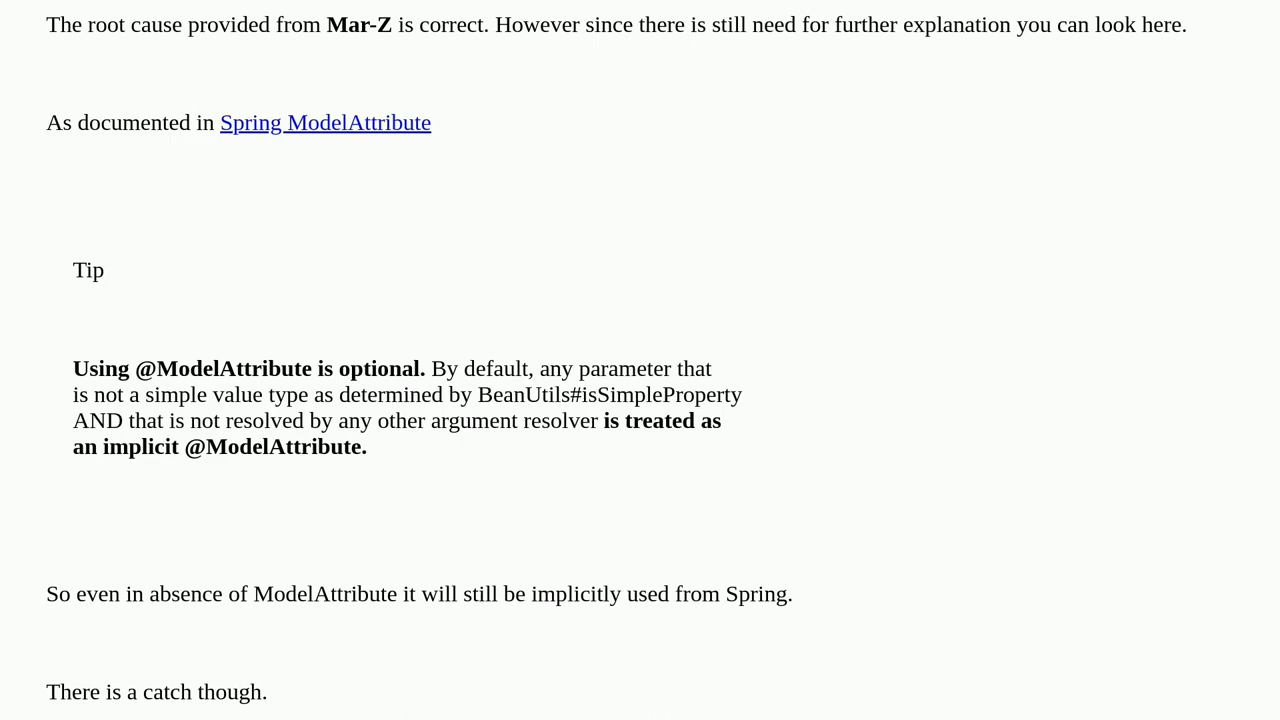 The root cause provided from Mar-Z is correct. However since there is still need for further explanation you can look here.
As documented in Spring ModelAttribute
Tip
Using @ModelAttribute is optional. By default, any parameter that
is not a simple value type as determined by BeanUtils#isSimpleProperty
AND that is not resolved by any other argument resolver is treated as
an implicit @ModelAttribute.
So even in absence of ModelAttribute it will still be implicitly used from Spring.
There is a catch though.